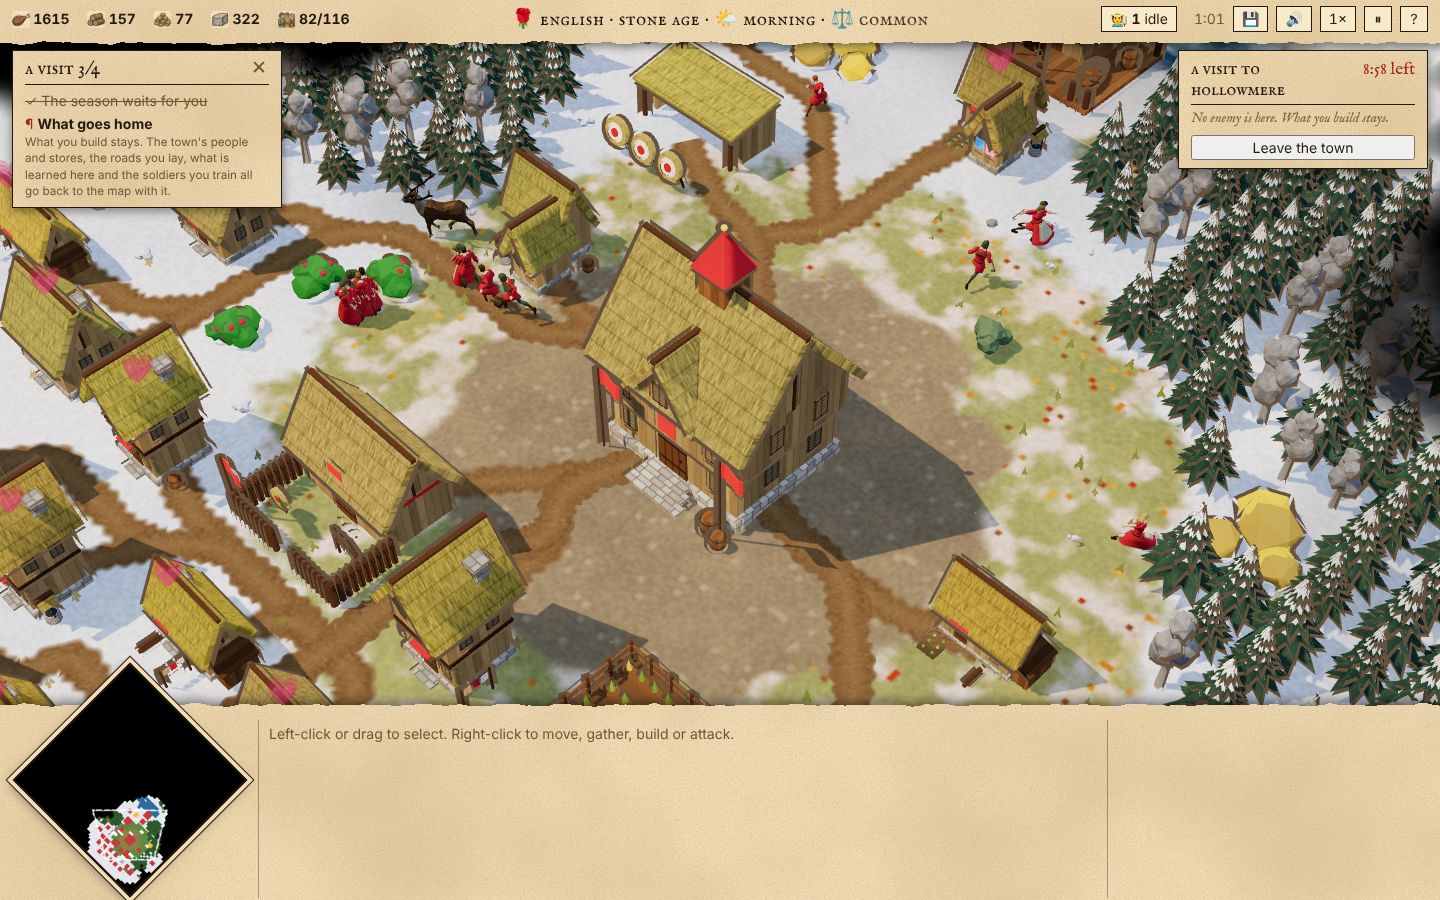 1615 157 77 322 82/116
ENGLISH · STONE AGE · MORNING · COMMON
1 idle 1:01 1× ?
A VISIT 3/4
✓ The season waits for you
¶ What goes home
What you build stays. The town's people
and stores, the roads you lay, what is
learned here and the soldiers you train all
go back to the map with it.
A VISIT TO
HOLLOWMERE
8:58 left
No enemy is here. What you build stays.
Leave the town
Left-click or drag to select. Right-click to move, gather, build or attack.